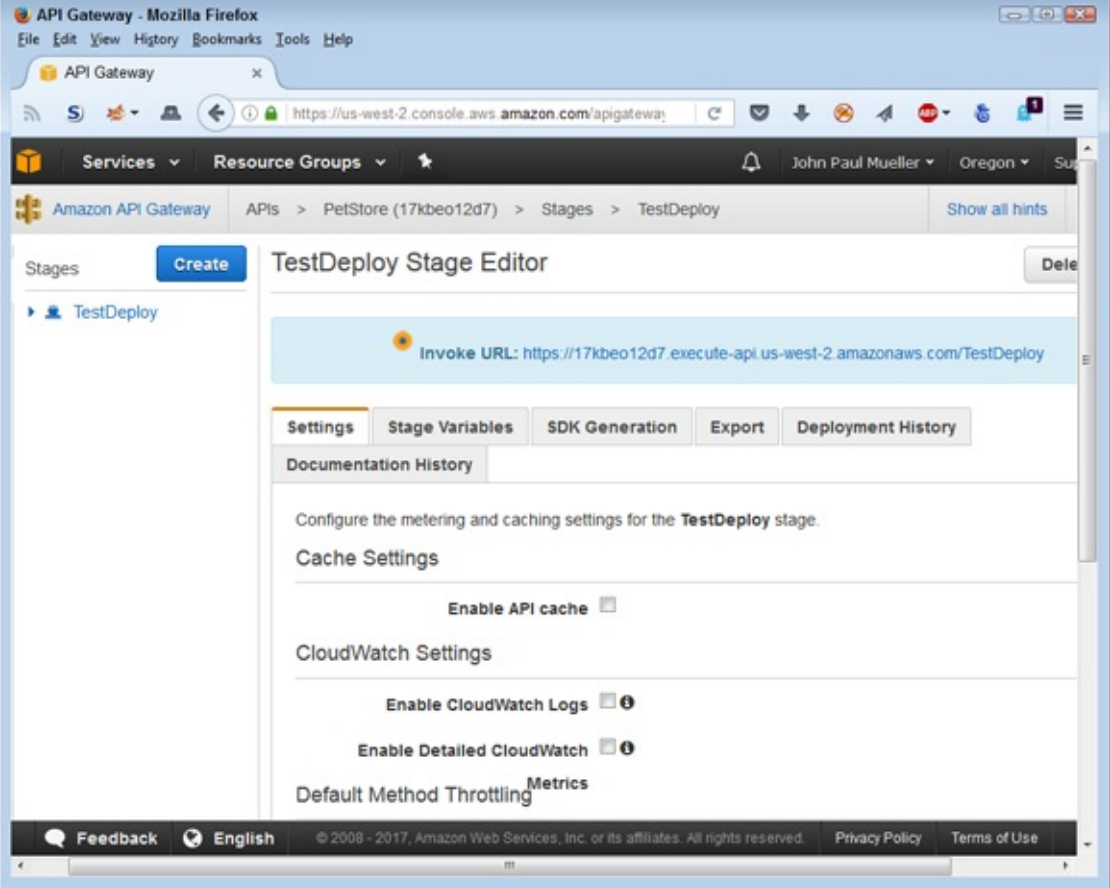 API Gateway - Mozilla Firefox
File Edit View History Bookmarks Tools Help
API Gateway
https://us-west-2.console.aws.amazon.com/apigateway
Services Resource Groups John Paul Mueller Oregon Sup
Amazon API Gateway APIs > PetStore (17kbeo12d7) > Stages > TestDeploy Show all hints
Stages Create TestDeploy Stage Editor Dele
TestDeploy
Invoke URL: https://17kbeo12d7.execute-api.us-west-2.amazonaws.com/TestDeploy
Settings Stage Variables SDK Generation Export Deployment History
Documentation History
Configure the metering and caching settings for the TestDeploy stage.
Cache Settings
Enable API cache
CloudWatch Settings
Enable CloudWatch Logs
Enable Detailed CloudWatch
Metrics
Default Method Throttling
Feedback English © 2008 - 2017, Amazon Web Services, Inc. or its affiliates. All rights reserved. Privacy Policy Terms of Use